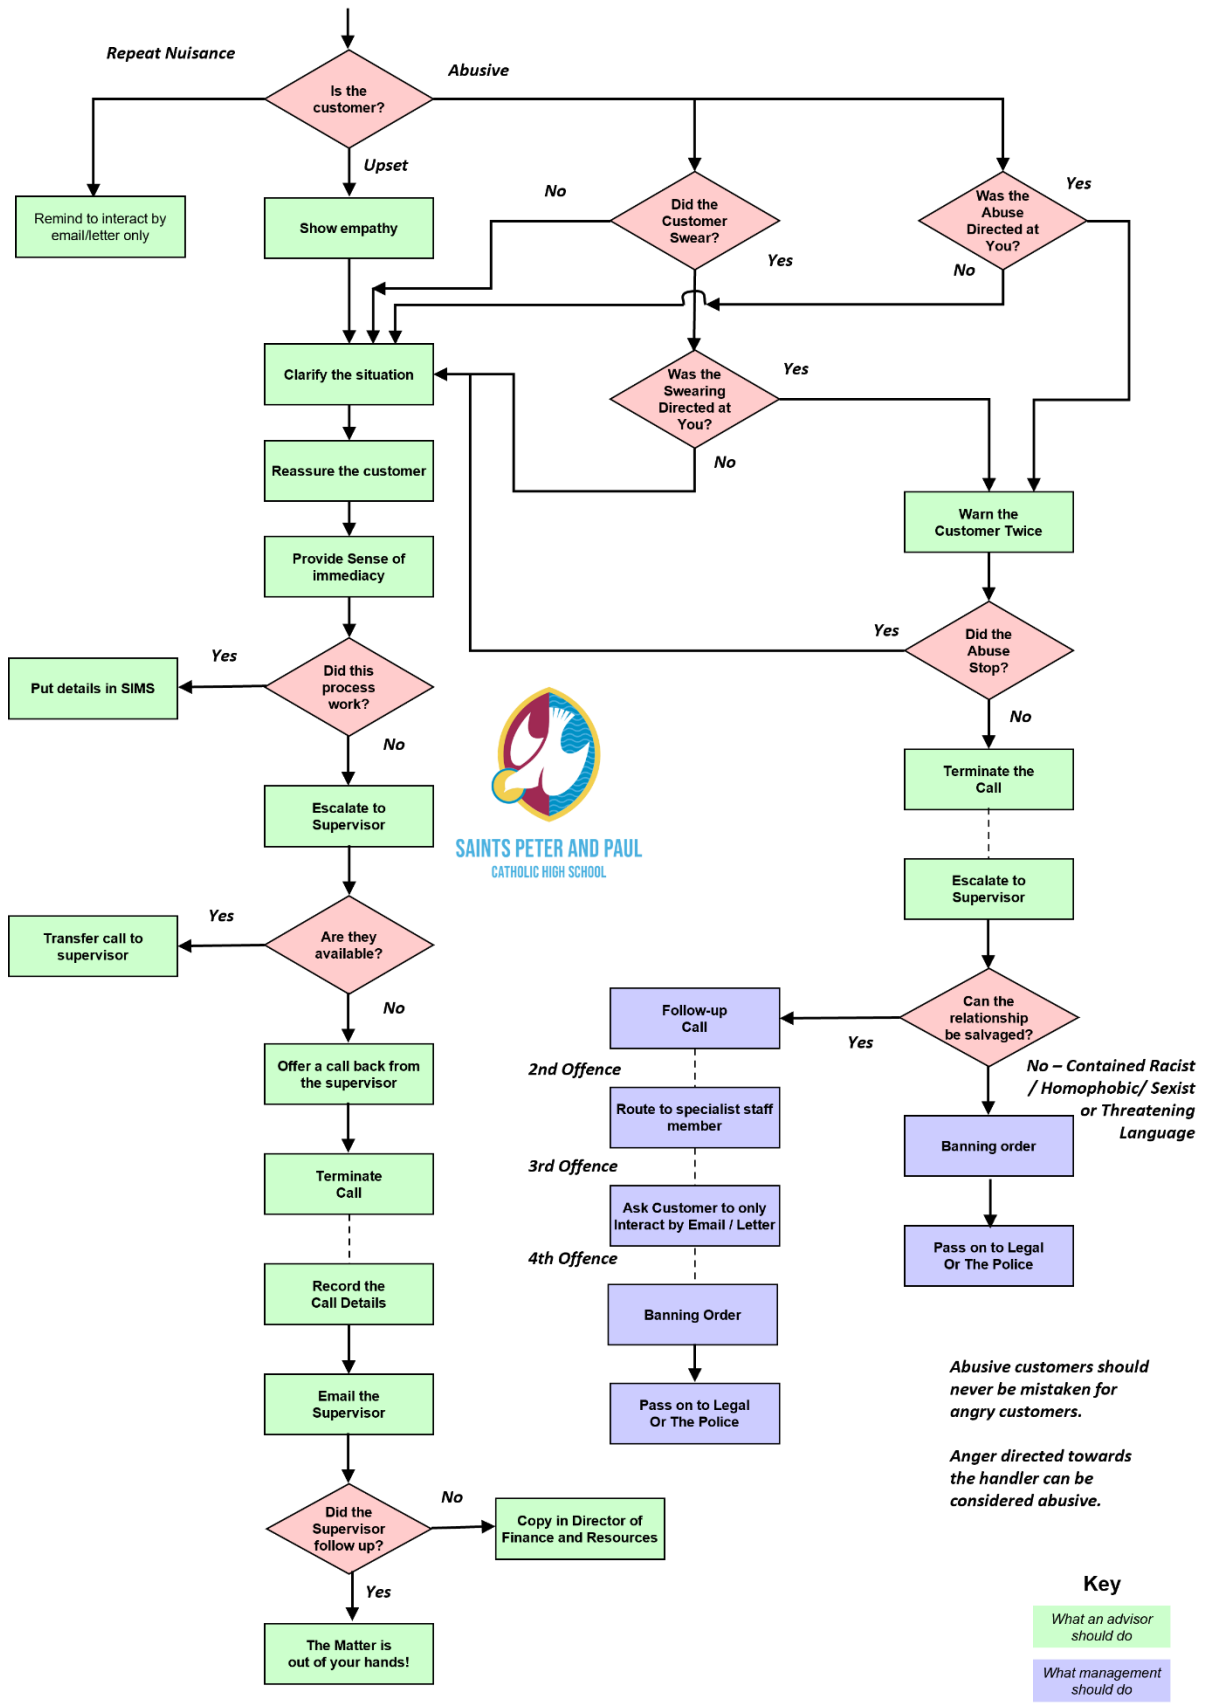 Repeat Nuisance
Abusive
Is the
customer?
Upset
No
Yes
Remind to interact by
email/letter only
Show empathy
Did the
Customer
Swear?
Was the
Abuse
Directed at
You?
Yes
No
Clarify the situation
Was the
Swearing
Directed at
You?
Yes
No
Reassure the customer
Warn the
Customer Twice
Provide Sense of
immediacy
Yes
Did this
process
work?
Yes
Did the
Abuse
Stop?
Put details in SIMS
No
No
Escalate to
Supervisor
Terminate the
Call
SAINTS PETER AND PAUL
CATHOLIC HIGH SCHOOL
Escalate to
Supervisor
Yes
Are they
available?
Transfer call to
supervisor
No
Follow-up
Call
Yes
Can the
relationship
be salvaged?
Offer a call back from
the supervisor
2nd Offence
No – Contained Racist
/ Homophobic/ Sexist
or Threatening
Language
Route to specialist staff
member
Banning order
Terminate
Call
3rd Offence
Ask Customer to only
Interact by Email / Letter
Pass on to Legal
Or The Police
4th Offence
Record the
Call Details
Banning Order
Email the
Supervisor
Pass on to Legal
Or The Police
Abusive customers should
never be mistaken for
angry customers.
Anger directed towards
the handler can be
considered abusive.
Did the
Supervisor
follow up?
No
Copy in Director of
Finance and Resources
Yes
The Matter is
out of your hands!
Key
What an advisor
should do
What management
should do